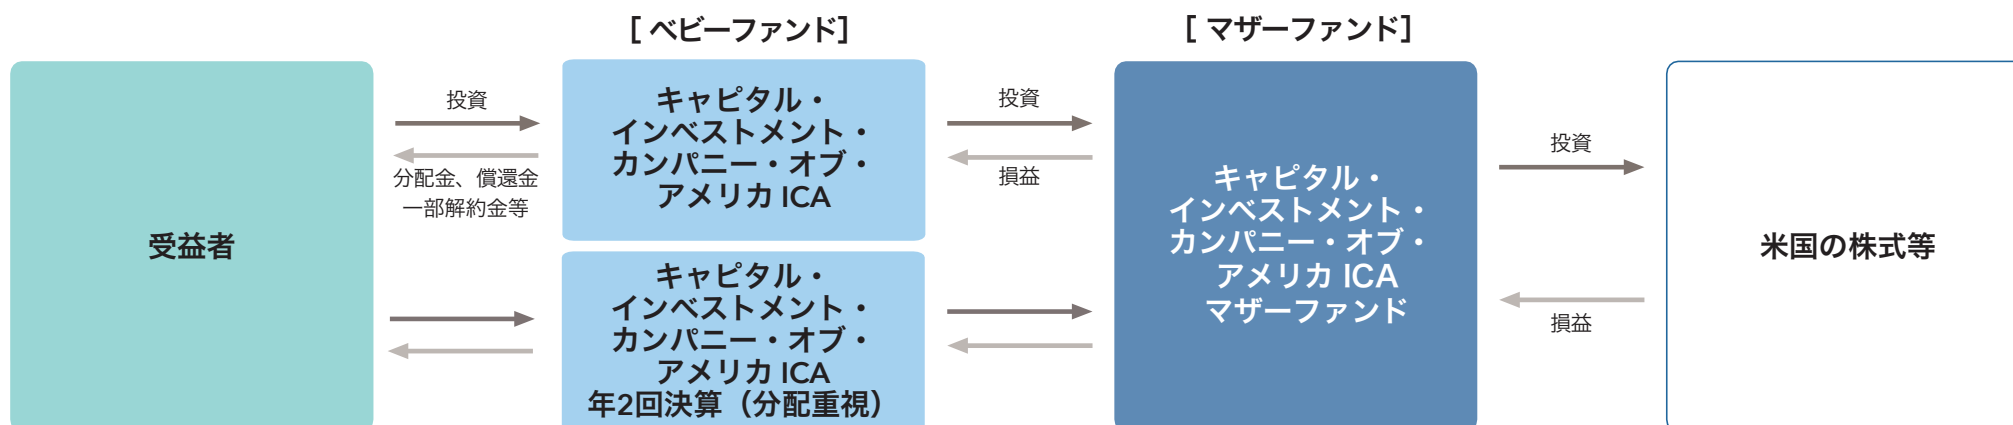 [ ベビーファンド]
[ マザーファンド]
受益者
投資
分配金、償還金
一部解約金等
キャピタル・
インベストメント・
カンパニー・オブ・
アメリカ ICA
キャピタル・
インベストメント・
カンパニー・オブ・
アメリカ ICA
年2回決算（分配重視）
投資
損益
キャピタル・
インベストメント・
カンパニー・オブ・
アメリカ ICA
マザーファンド
投資
損益
米国の株式等